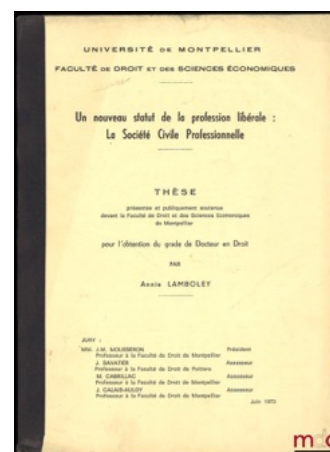 UNIVERSITÉ DE MONTPELLIER
FACULTÉ DE DROIT ET DES SCIENCES ÉCONOMIQUES
Un nouveau statut de la profession libérale :
La Société Civile Professionnelle
THÈSE
présentée et publiquement soutenue
devant la Faculté de Droit et des Sciences Economiques
de Montpellier
pour l'obtention du grade de Docteur en Droit
PAR
Annie LAMBOLEY
JURY :
MM. J.M. MOUSSERON Président
Professeur à la Faculté de Droit de Montpellier
J. SAVATIER Assesseur
Professeur à la Faculté de Droit de Poitiers
M. CABRILLAC Assesseur
Professeur à la Faculté de Droit de Montpellier
J. CALAIS-AULOY Assesseur
Professeur à la Faculté de Droit de Montpellier
Juin 1973